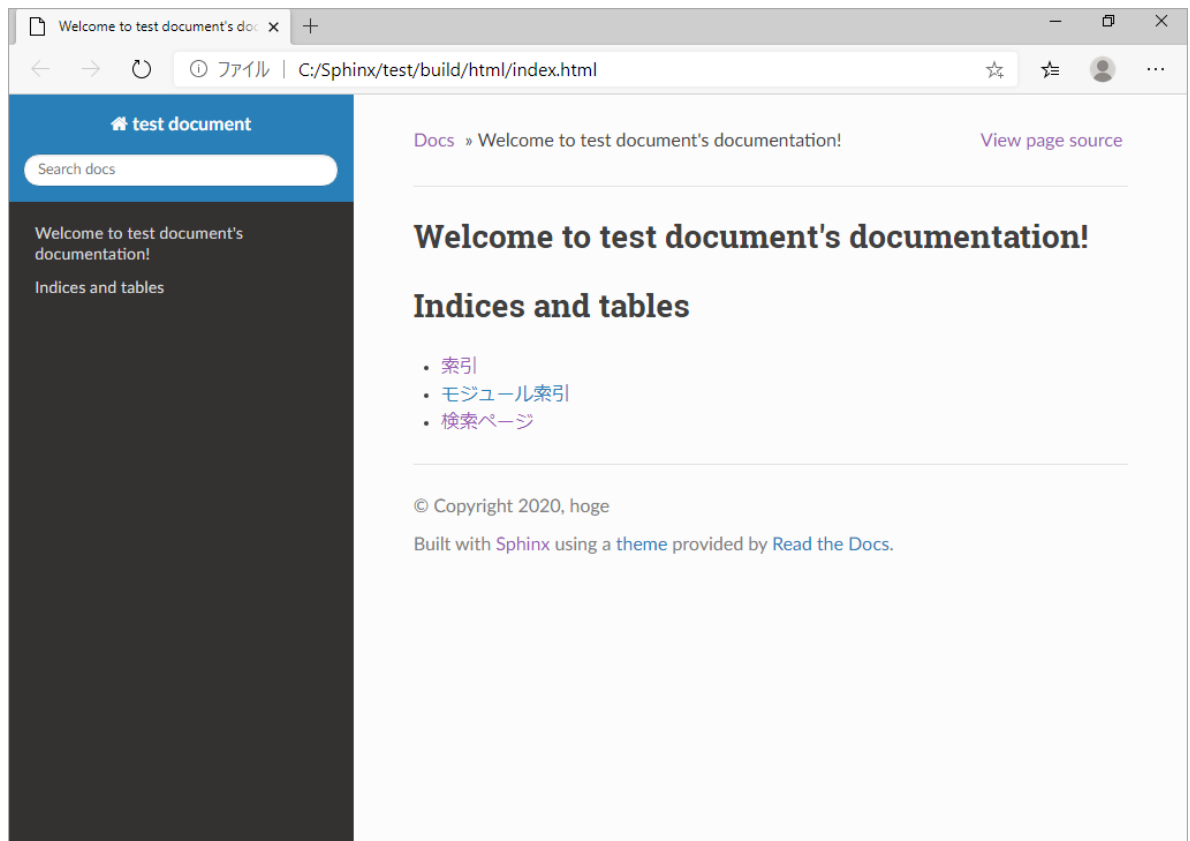 Welcome to test document's doc
ファイル | C:/Sphinx/test/build/html/index.html
test document
Search docs
Welcome to test document's
documentation!
Indices and tables
Docs » Welcome to test document's documentation!
View page source
Welcome to test document's documentation!
Indices and tables
• 索引
• モジュール索引
• 検索ページ
© Copyright 2020, hoge
Built with Sphinx using a theme provided by Read the Docs.